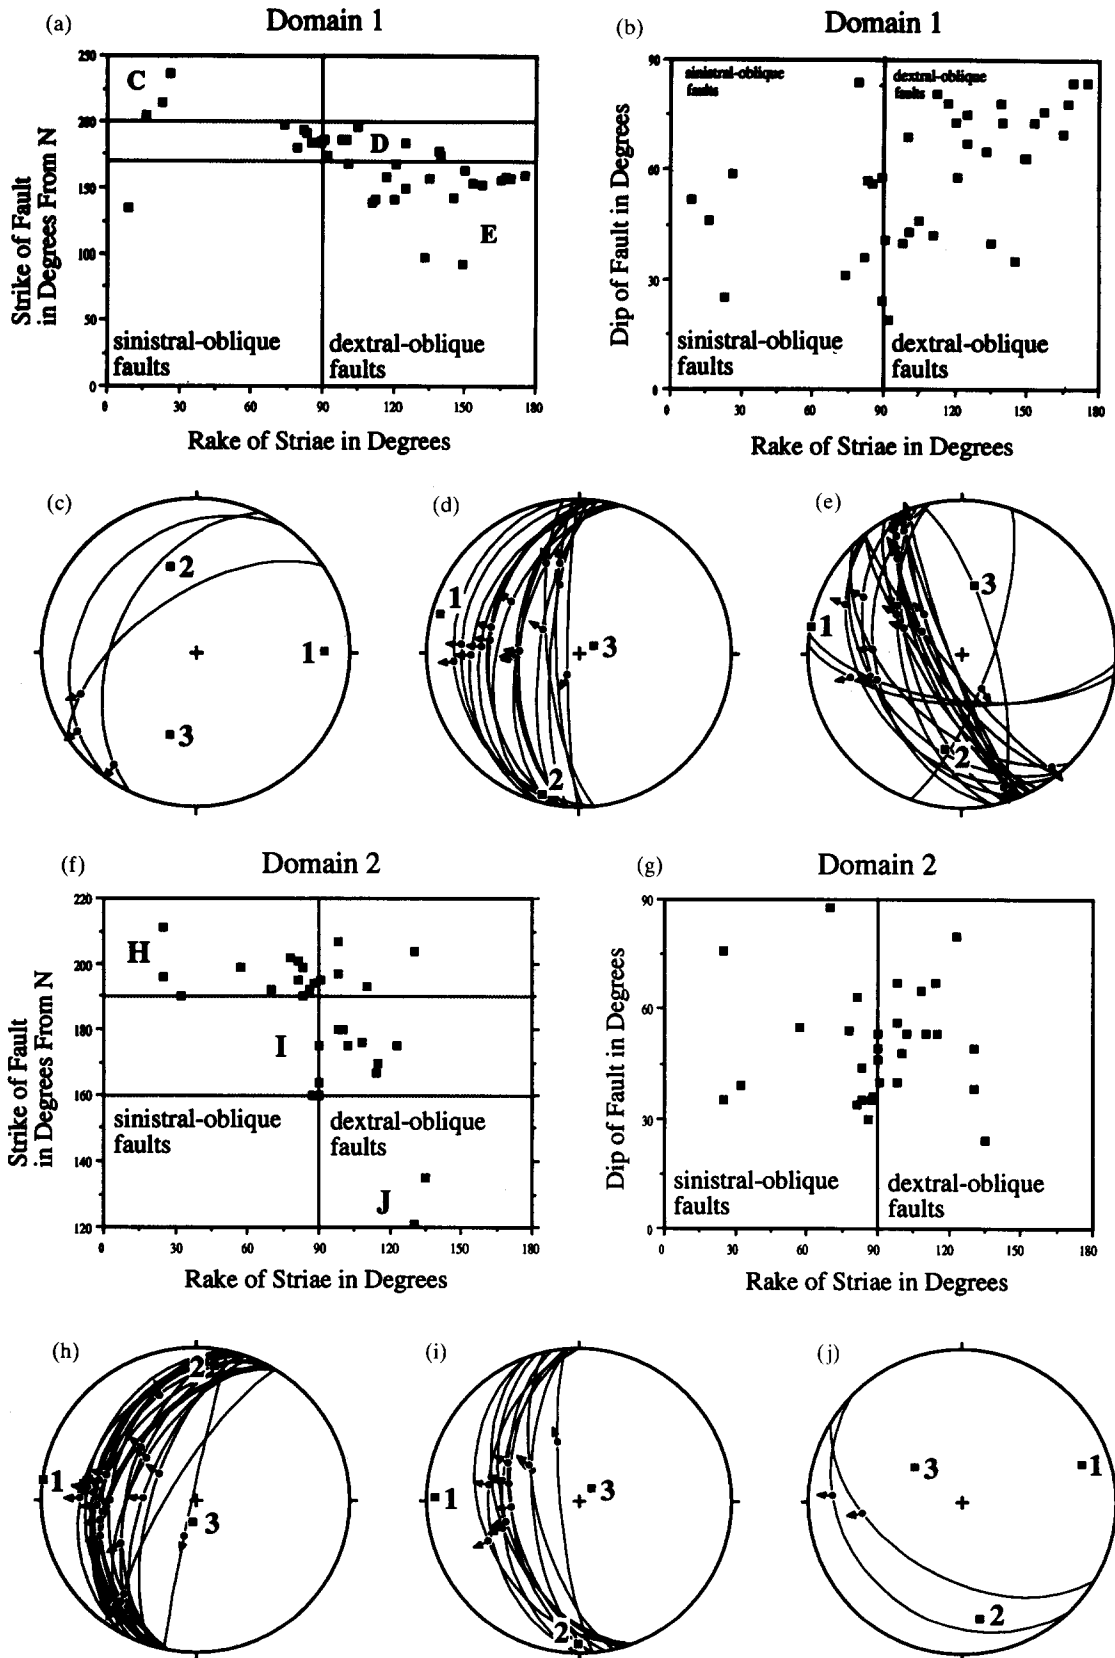 (a)
Domain 1
250
200
150
100
50
0
C
D
E
sinistral-oblique
faults
dextral-oblique
faults
0
30
60
90
120
150
180
Strike of Fault
in Degrees From N
Rake of Striae in Degrees
(b)
Domain 1
90
60
30
0
sinistral-oblique
faults
dextral-oblique
faults
sinistral-oblique
faults
dextral-oblique
faults
0
30
60
90
120
150
180
Dip of Fault in Degrees
Rake of Striae in Degrees
(c)
2
1
3
(d)
1
3
2
(e)
3
1
2
(f)
Domain 2
220
200
180
160
140
120
H
I
J
sinistral-oblique
faults
dextral-oblique
faults
0
30
60
90
120
150
180
Strike of Fault
in Degrees From N
Rake of Striae in Degrees
(g)
Domain 2
90
60
30
0
sinistral-oblique
faults
dextral-oblique
faults
0
30
60
90
120
150
180
Dip of Fault in Degrees
Rake of Striae in Degrees
(h)
2
1
3
(i)
1
3
2
(j)
3
1
2